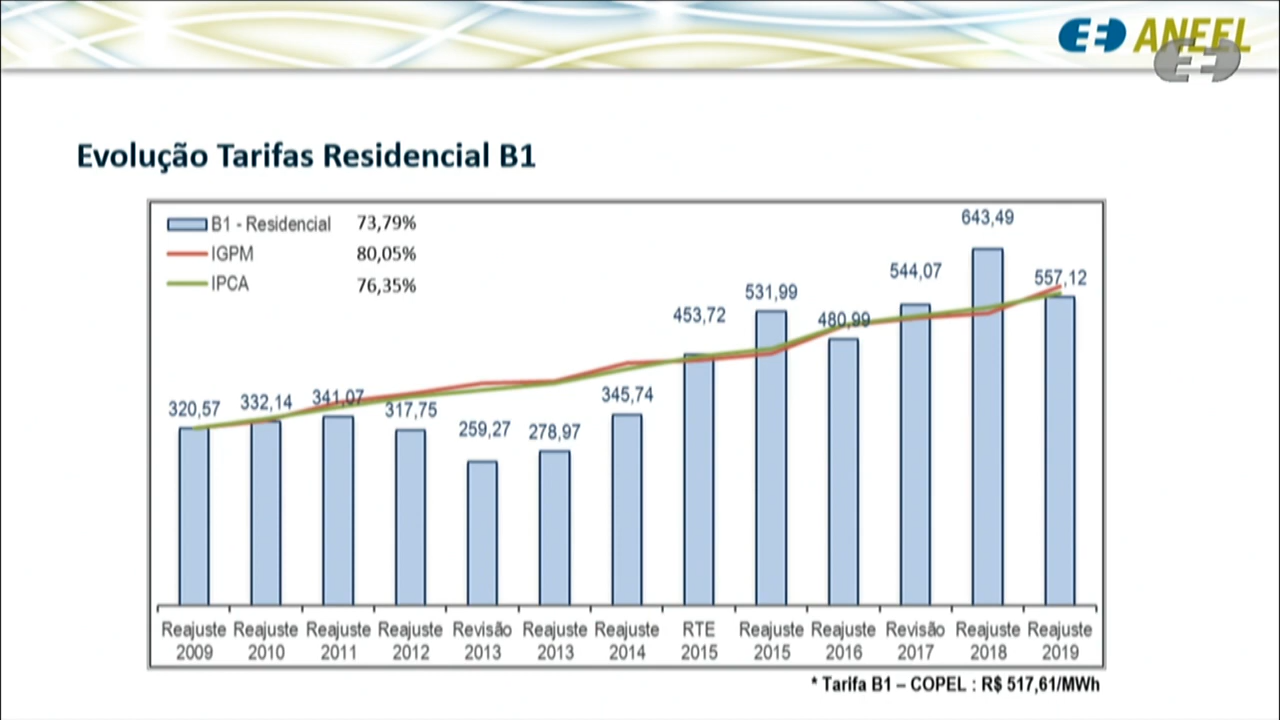 ANEEL
Evolução Tarifas Residencial B1
B1 - Residencial 73,79%
IGPM 80,05%
IPCA 76,35%
320,57 332,14 341,07 317,75 259,27 278,97 345,74 453,72 531,99 480,99 544,07 643,49 557,12
Reajuste Reajuste Reajuste Reajuste Revisão Reajuste Reajuste RTE Reajuste Reajuste Revisão Reajuste Reajuste
2009 2010 2011 2012 2013 2013 2014 2015 2015 2016 2017 2018 2019
* Tarifa B1 – COPEL : R$ 517,61/MWh